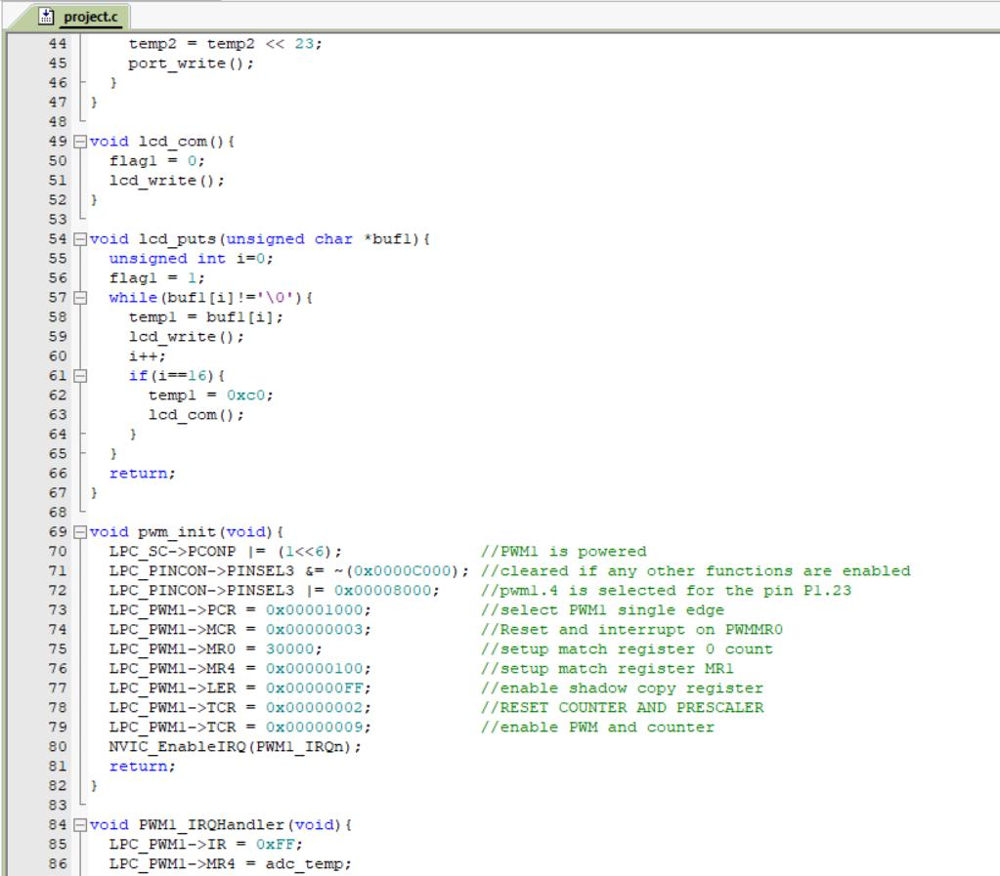 project.c
44 temp2 = temp2 << 23;
45 port_write();
46 }
47 }
48
49 void lcd_com(){
50 flag1 = 0;
51 lcd_write();
52 }
53
54 void lcd_puts(unsigned char *buf1){
55 unsigned int i=0;
56 flag1 = 1;
57 while(buf1[i]!='\0'){
58 temp1 = buf1[i];
59 lcd_write();
60 i++;
61 if(i==16){
62 temp1 = 0xc0;
63 lcd_com();
64 }
65 }
66 return;
67 }
68
69 void pwm_init(void){
70 LPC_SC->PCONP |= (1<<6); //PWM1 is powered
71 LPC_PINCON->PINSEL3 &= ~(0x0000C000); //cleared if any other functions are enabled
72 LPC_PINCON->PINSEL3 |= 0x00008000; //pwm1.4 is selected for the pin P1.23
73 LPC_PWM1->PCR = 0x00001000; //select PWM1 single edge
74 LPC_PWM1->MCR = 0x00000003; //Reset and interrupt on PWMMR0
75 LPC_PWM1->MR0 = 30000; //setup match register 0 count
76 LPC_PWM1->MR4 = 0x00000100; //setup match register MR1
77 LPC_PWM1->LER = 0x000000FF; //enable shadow copy register
78 LPC_PWM1->TCR = 0x00000002; //RESET COUNTER AND PRESCALER
79 LPC_PWM1->TCR = 0x00000009; //enable PWM and counter
80 NVIC_EnableIRQ(PWM1_IRQn);
81 return;
82 }
83
84 void PWM1_IRQHandler(void){
85 LPC_PWM1->IR = 0xFF;
86 LPC_PWM1->MR4 = adc_temp;